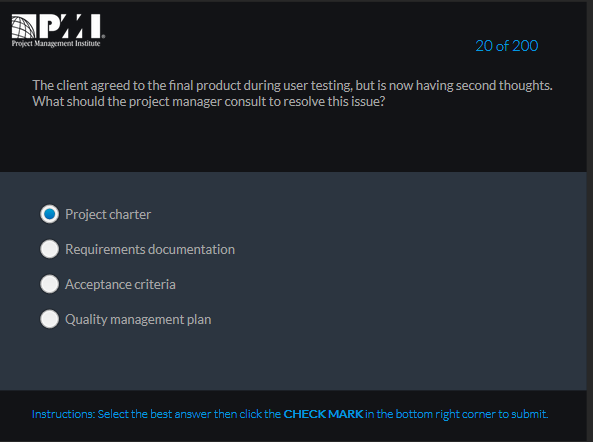 PMI.
Project Management Institute
20 of 200
The client agreed to the final product during user testing, but is now having second thoughts.
What should the project manager consult to resolve this issue?
Project charter
Requirements documentation
Acceptance criteria
Quality management plan
Instructions: Select the best answer then click the CHECK MARK in the bottom right corner to submit.